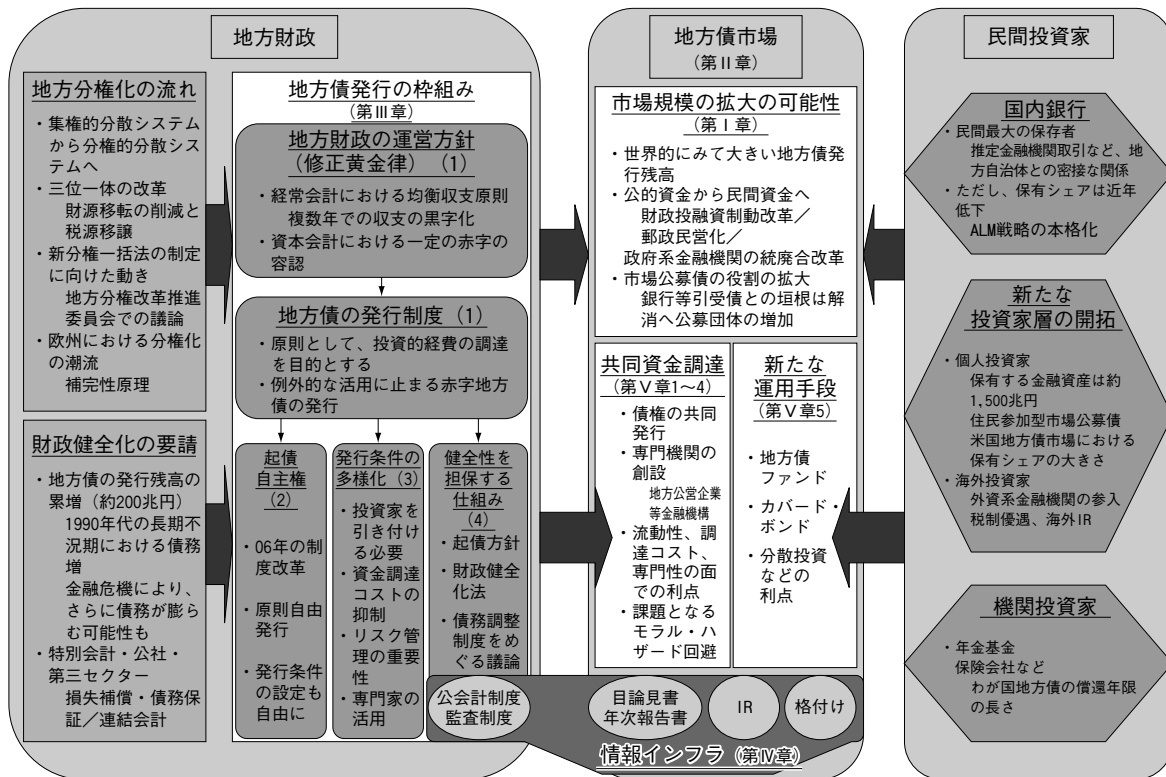 地方財政
地方分権化の流れ
・集権的分散システム
から分権的分散シス
テムへ
・三位一体の改革
財源移転の削減と
税源移譲
・新分権一括法の制定
に向けた動き
地方分権改革推進
委員会での議論
・欧州における分権化
の潮流
補完性原理
財政健全化の要請
・地方債の発行残高の
累増（約200兆円）
1990年代の長期不
況期における債務
増
金融危機により、
さらに債務が膨ら
む可能性も
・特別会計・公社・
第三セクター
損失補償・債務保
証／連結会計
地方債発行の枠組み
（第Ⅲ章）
地方財政の運営方針
（修正黄金律）（1）
・経常会計における均衡収支原則
複数年での収支の黒字化
・資本会計における一定の赤字の
容認
地方債の発行制度（1）
・原則として、投資的経費の調達
を目的とする
・例外的な活用に止まる赤字地方
債の発行
起債
自主権
（2）
・06年の制
度改革
・原則自由
発行
・発行条件
の設定も
自由に
発行条件の
多様化（3）
・投資家を
引き付け
る必要
・資金調達
コストの
抑制
・リスク管
理の重要
性
・専門家の
活用
健全性を
担保する
仕組み
（4）
・起債方針
・財政健全
化法
・債務調整
制度をめ
ぐる議論
地方債市場
（第Ⅱ章）
市場規模の拡大の可能性
（第Ⅰ章）
・世界的にみて大きい地方債発
行残高
・公的資金から民間資金へ
財政投融資制動改革／
郵政民営化／
政府系金融機関の統廃合改革
・市場公募債の役割の拡大
銀行等引受債との垣根は解
消へ公募団体の増加
共同資金調達
（第Ⅴ章1～4）
・債権の共同
発行
・専門機関の
創設
地方公営企業
等金融機構
・流動性、調
達コスト、
専門性の面
での利点
・課題となる
モラル・ハ
ザード回避
新たな
運用手段
（第Ⅴ章5）
・地方債
ファンド
・カバード・
ボンド
・分散投資
などの
利点
公会計制度
監査制度
目論見書
年次報告書
IR
格付け
情報インフラ（第Ⅳ章）
民間投資家
国内銀行
・民間最大の保存者
推定金融機関取引など、地
方自治体との密接な関係
・ただし、保有シェアは近年
低下
ALM戦略の本格化
新たな
投資家層の開拓
・個人投資家
保有する金融資産は約
1,500兆円
住民参加型市場公募債
米国地方債市場における
保有シェアの大きさ
・海外投資家
外資系金融機関の参入
税制優遇、海外IR
機関投資家
・年金基金
保険会社など
わが国地方債の償還年限
の長さ